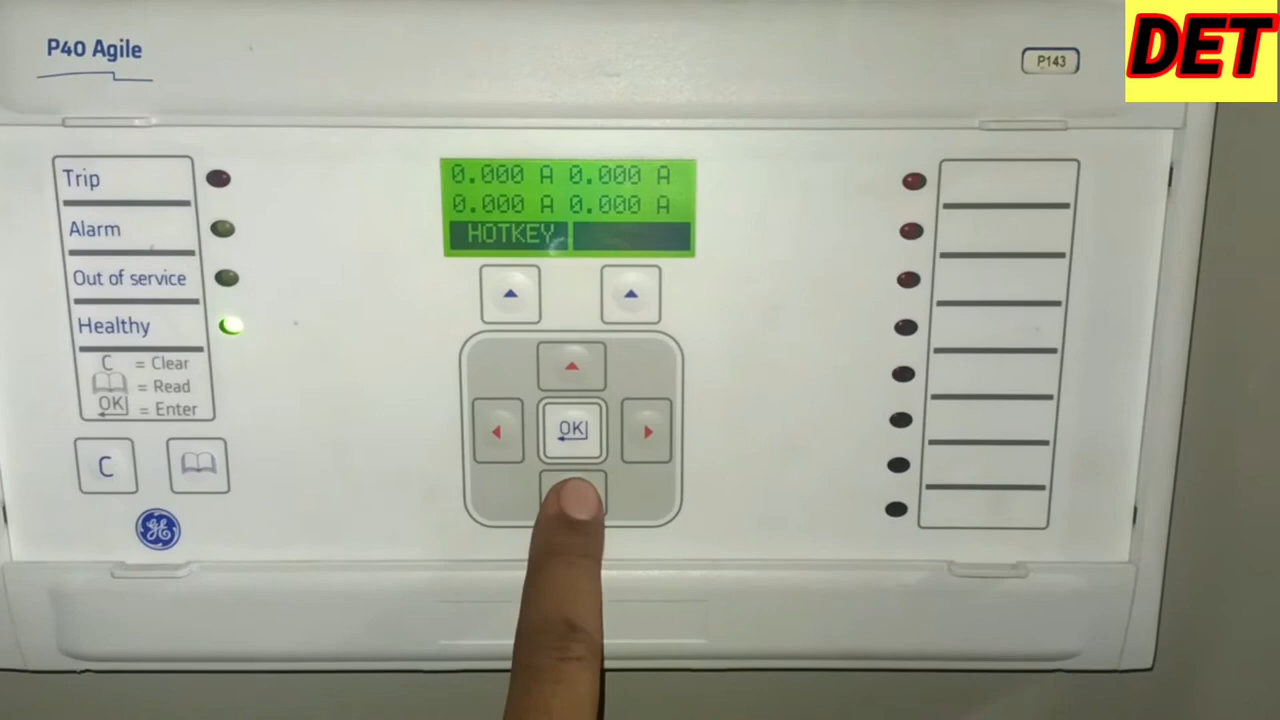 P40 Agile
P143
DET
Trip
Alarm
Out of service
Healthy
C = Clear
= Read
OK = Enter
C
GE
0.000 A 0.000 A
0.000 A 0.000 A
HOTKEY
OK